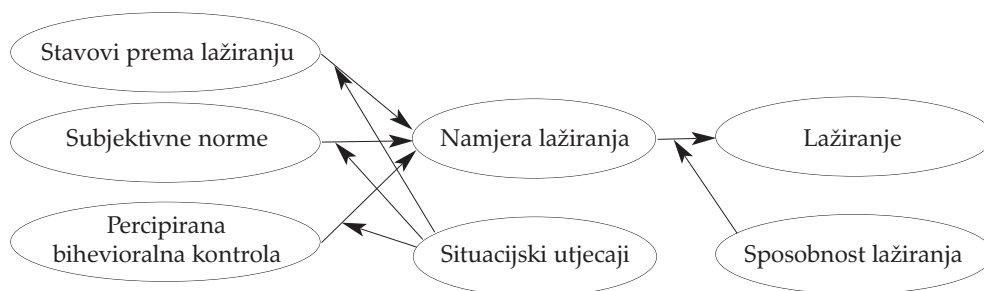 Stavovi prema lažiranju
Subjektivne norme
Namjera lažiranja
Lažiranje
Percipirana
bihevioralna kontrola
Situacijski utjecaji
Sposobnost lažiranja